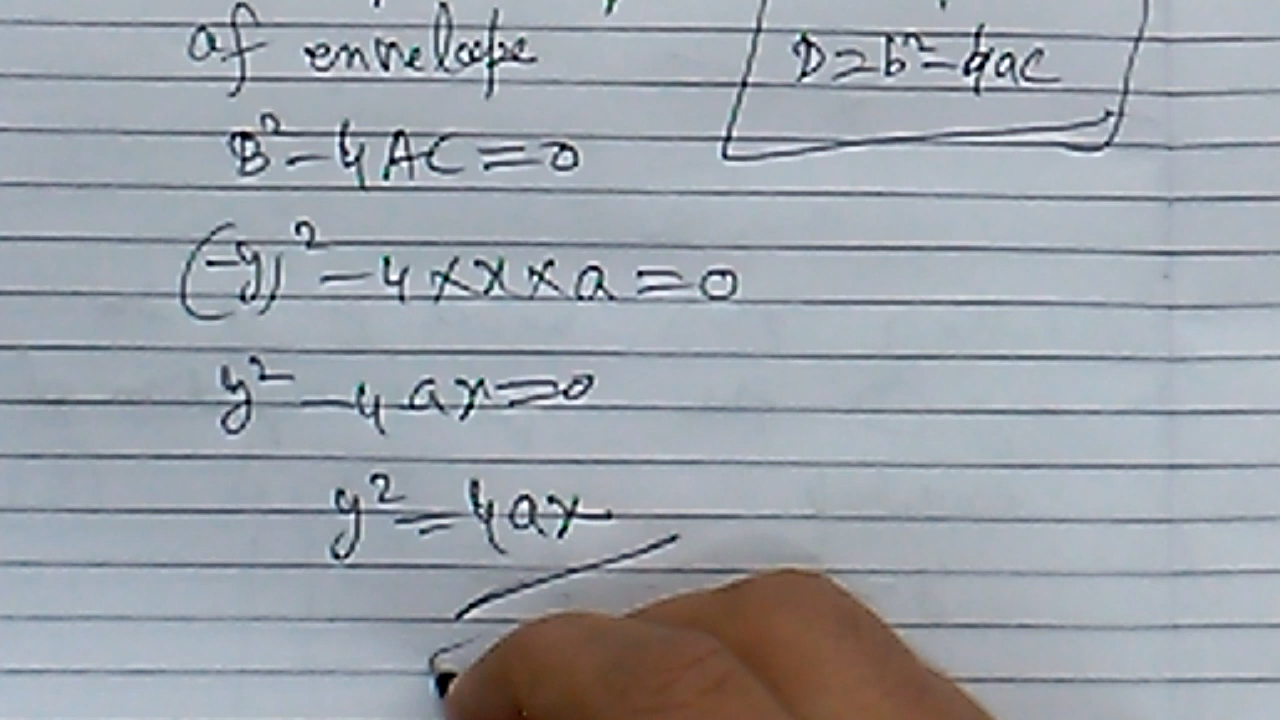 of envelope
D=b²-4ac
B²-4AC=0
(-y)²-4×x×a=0
y²-4ax=0
y²=4ax